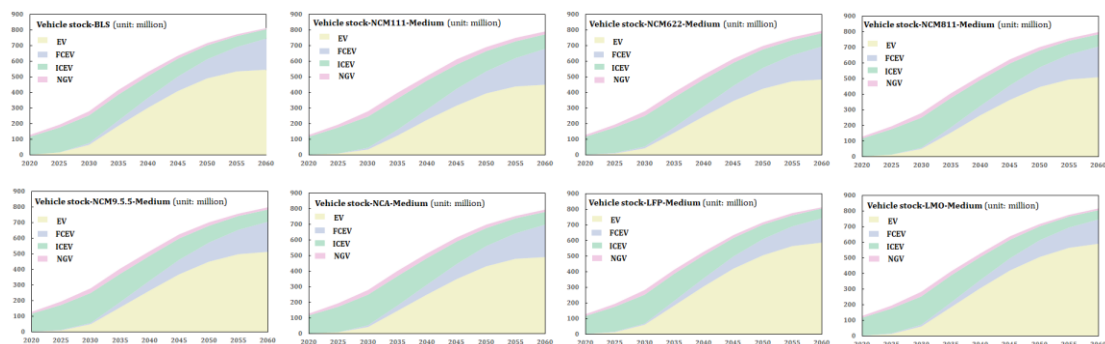 Vehicle stock-BLS (unit: million)
900
800
700
600
500
400
300
200
100
0
EV
FCEV
ICEV
NGV
2020 2025 2030 2035 2040 2045 2050 2055 2060
Vehicle stock-NCM111-Medium (unit: million)
900
800
700
600
500
400
300
200
100
0
EV
FCEV
ICEV
NGV
2020 2025 2030 2035 2040 2045 2050 2055 2060
Vehicle stock-NCM622-Medium (unit: million)
900
800
700
600
500
400
300
200
100
0
EV
FCEV
ICEV
NGV
2020 2025 2030 2035 2040 2045 2050 2055 2060
Vehicle stock-NCM811-Medium (unit: million)
900
800
700
600
500
400
300
200
100
0
EV
FCEV
ICEV
NGV
2020 2025 2030 2035 2040 2045 2050 2055 2060
Vehicle stock-NCM9.5.5-Medium (unit: million)
900
800
700
600
500
400
300
200
100
0
EV
FCEV
ICEV
NGV
2020 2025 2030 2035 2040 2045 2050 2055 2060
Vehicle stock-NCA-Medium (unit: million)
900
800
700
600
500
400
300
200
100
0
EV
FCEV
ICEV
NGV
2020 2025 2030 2035 2040 2045 2050 2055 2060
Vehicle stock-LFP-Medium (unit: million)
900
800
700
600
500
400
300
200
100
0
EV
FCEV
ICEV
NGV
2020 2025 2030 2035 2040 2045 2050 2055 2060
Vehicle stock-LMO-Medium (unit: million)
900
800
700
600
500
400
300
200
100
0
EV
FCEV
ICEV
NGV
2020 2025 2030 2035 2040 2045 2050 2055 2060